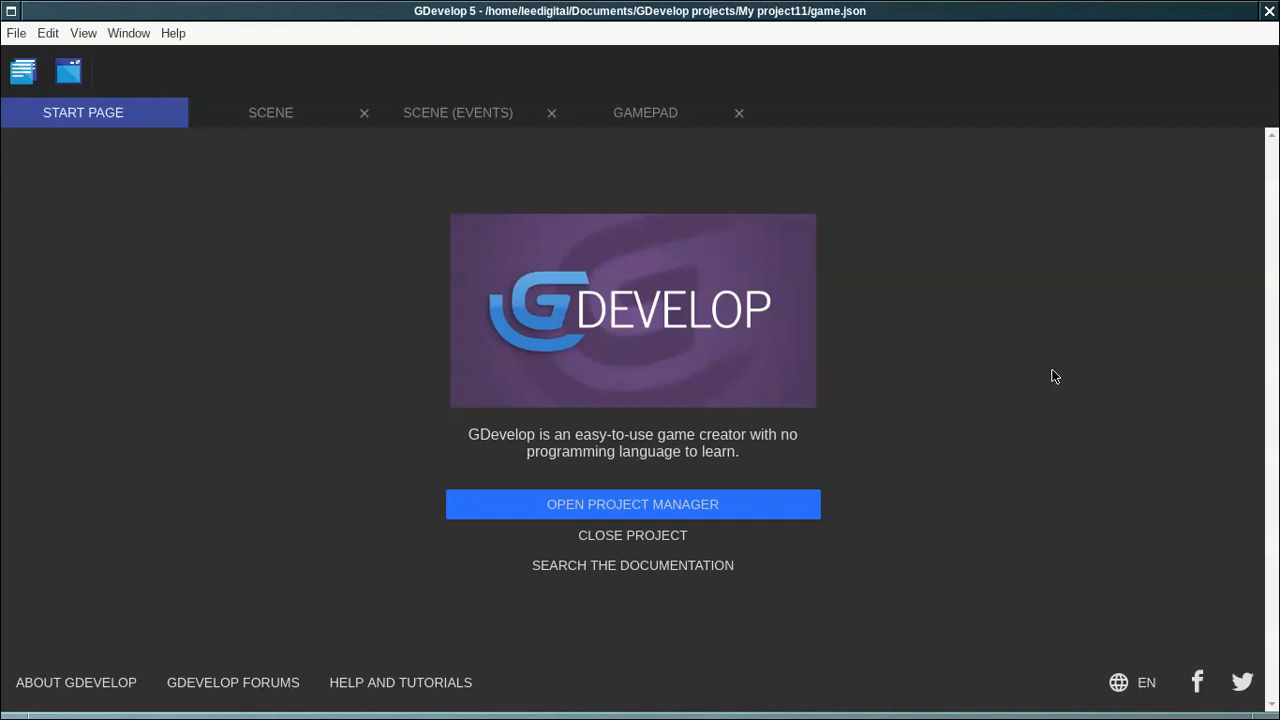 GDevelop 5 - /home/leedigital/Documents/GDevelop projects/My project11/game.json
File Edit View Window Help
START PAGE SCENE SCENE (EVENTS) GAMEPAD
GDEVELOP
GDevelop is an easy-to-use game creator with no
programming language to learn.
OPEN PROJECT MANAGER
CLOSE PROJECT
SEARCH THE DOCUMENTATION
ABOUT GDEVELOP GDEVELOP FORUMS HELP AND TUTORIALS EN